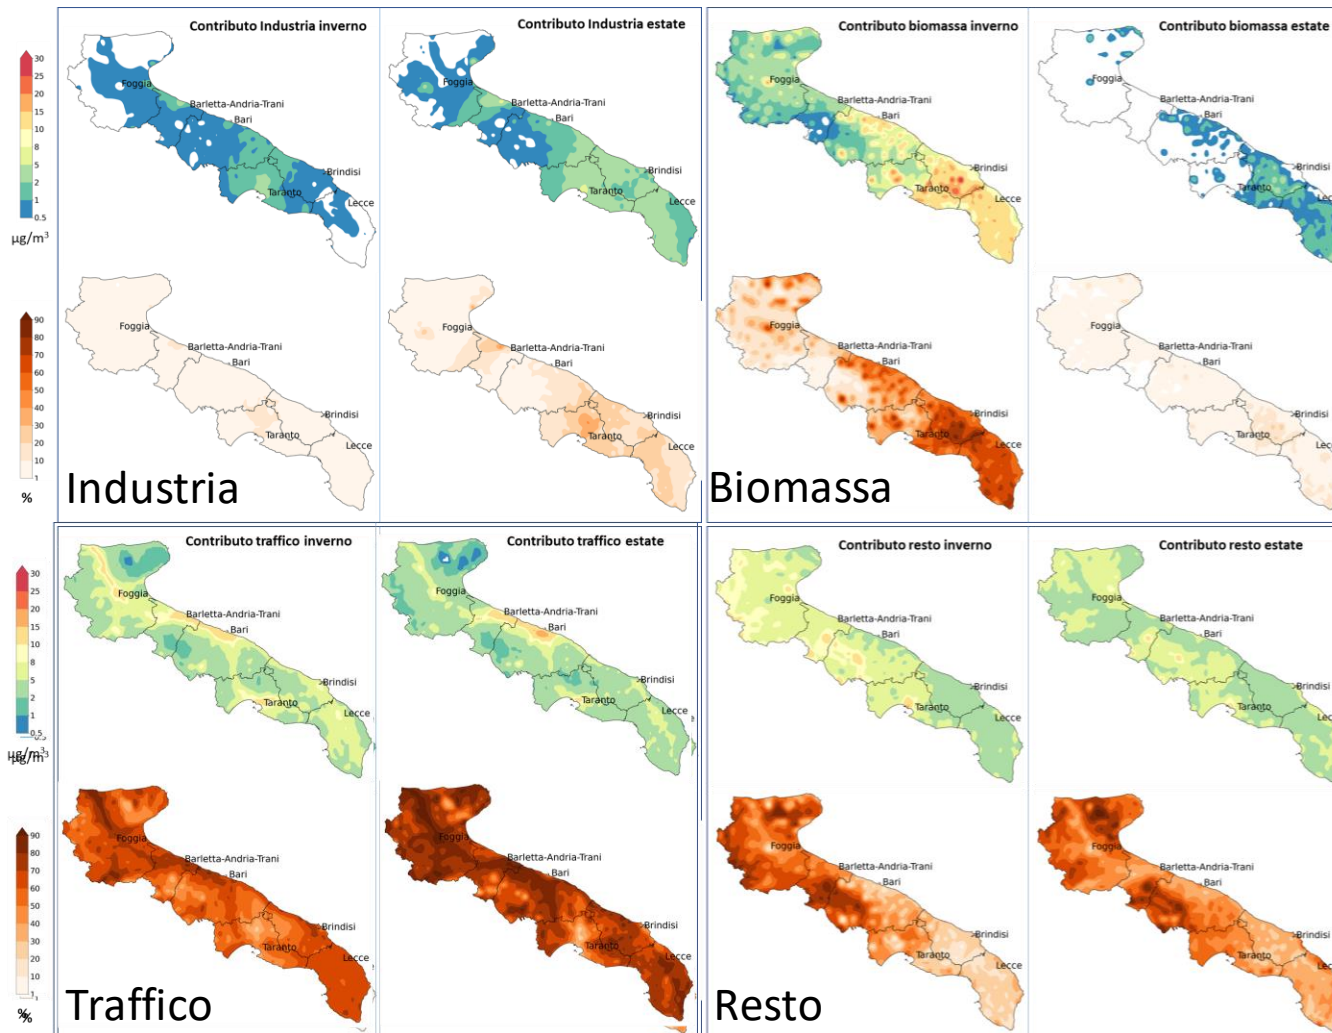 Contributo Industria inverno
Contributo Industria estate
30
25
20
15
10
8
5
2
1
0.5
µg/m³
Foggia
Barletta-Andria-Trani
Bari
Brindisi
Taranto
Lecce
Foggia
Barletta-Andria-Trani
Bari
Brindisi
Taranto
Lecce
90
80
70
60
50
40
30
20
10
1
%
Foggia
Barletta-Andria-Trani
Bari
Brindisi
Taranto
Lecce
Foggia
Barletta-Andria-Trani
Bari
Brindisi
Taranto
Lecce
Industria
Contributo biomassa inverno
Contributo biomassa estate
Foggia
Barletta-Andria-Trani
Bari
Brindisi
Taranto
Lecce
Foggia
Barletta-Andria-Trani
Bari
Brindisi
Taranto
Lecce
Foggia
Barletta-Andria-Trani
Bari
Brindisi
Taranto
Lecce
Foggia
Barletta-Andria-Trani
Bari
Brindisi
Taranto
Lecce
Biomassa
Contributo traffico inverno
Contributo traffico estate
30
25
20
15
10
8
5
2
1
0.5
µg/m³
Foggia
Barletta-Andria-Trani
Bari
Brindisi
Taranto
Lecce
Foggia
Barletta-Andria-Trani
Bari
Brindisi
Taranto
Lecce
90
80
70
60
50
40
30
20
10
1
%
Foggia
Barletta-Andria-Trani
Bari
Brindisi
Taranto
Lecce
Foggia
Barletta-Andria-Trani
Bari
Brindisi
Taranto
Lecce
Traffico
Contributo resto inverno
Contributo resto estate
Foggia
Barletta-Andria-Trani
Bari
Brindisi
Taranto
Lecce
Foggia
Barletta-Andria-Trani
Bari
Brindisi
Taranto
Lecce
Foggia
Barletta-Andria-Trani
Bari
Brindisi
Taranto
Lecce
Foggia
Barletta-Andria-Trani
Bari
Brindisi
Taranto
Lecce
Resto